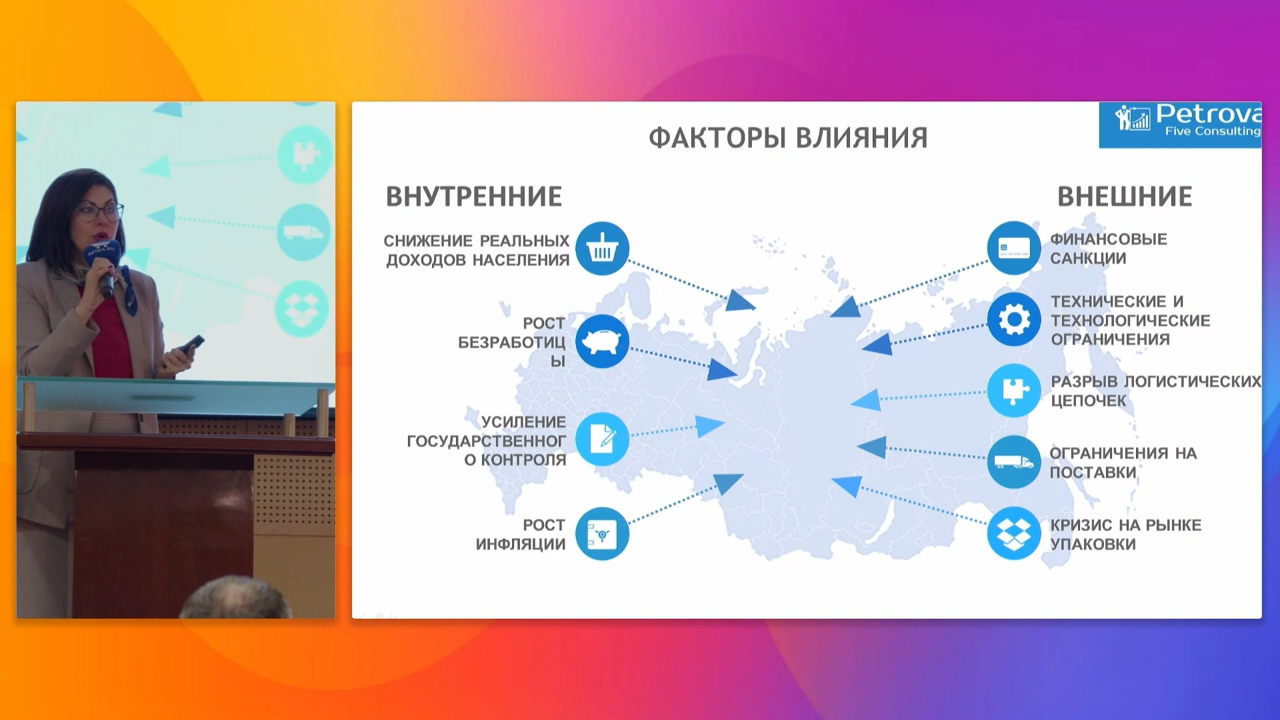 Petrova
Five Consulting
ФАКТОРЫ ВЛИЯНИЯ
ВНУТРЕННИЕ
СНИЖЕНИЕ РЕАЛЬНЫХ
ДОХОДОВ НАСЕЛЕНИЯ
РОСТ
БЕЗРАБОТИЦ
Ы
УСИЛЕНИЕ
ГОСУДАРСТВЕННОГ
О КОНТРОЛЯ
РОСТ
ИНФЛЯЦИИ
ВНЕШНИЕ
ФИНАНСОВЫЕ
САНКЦИИ
ТЕХНИЧЕСКИЕ И
ТЕХНОЛОГИЧЕСКИЕ
ОГРАНИЧЕНИЯ
РАЗРЫВ ЛОГИСТИЧЕСКИХ
ЦЕПОЧЕК
ОГРАНИЧЕНИЯ НА
ПОСТАВКИ
КРИЗИС НА РЫНКЕ
УПАКОВКИ